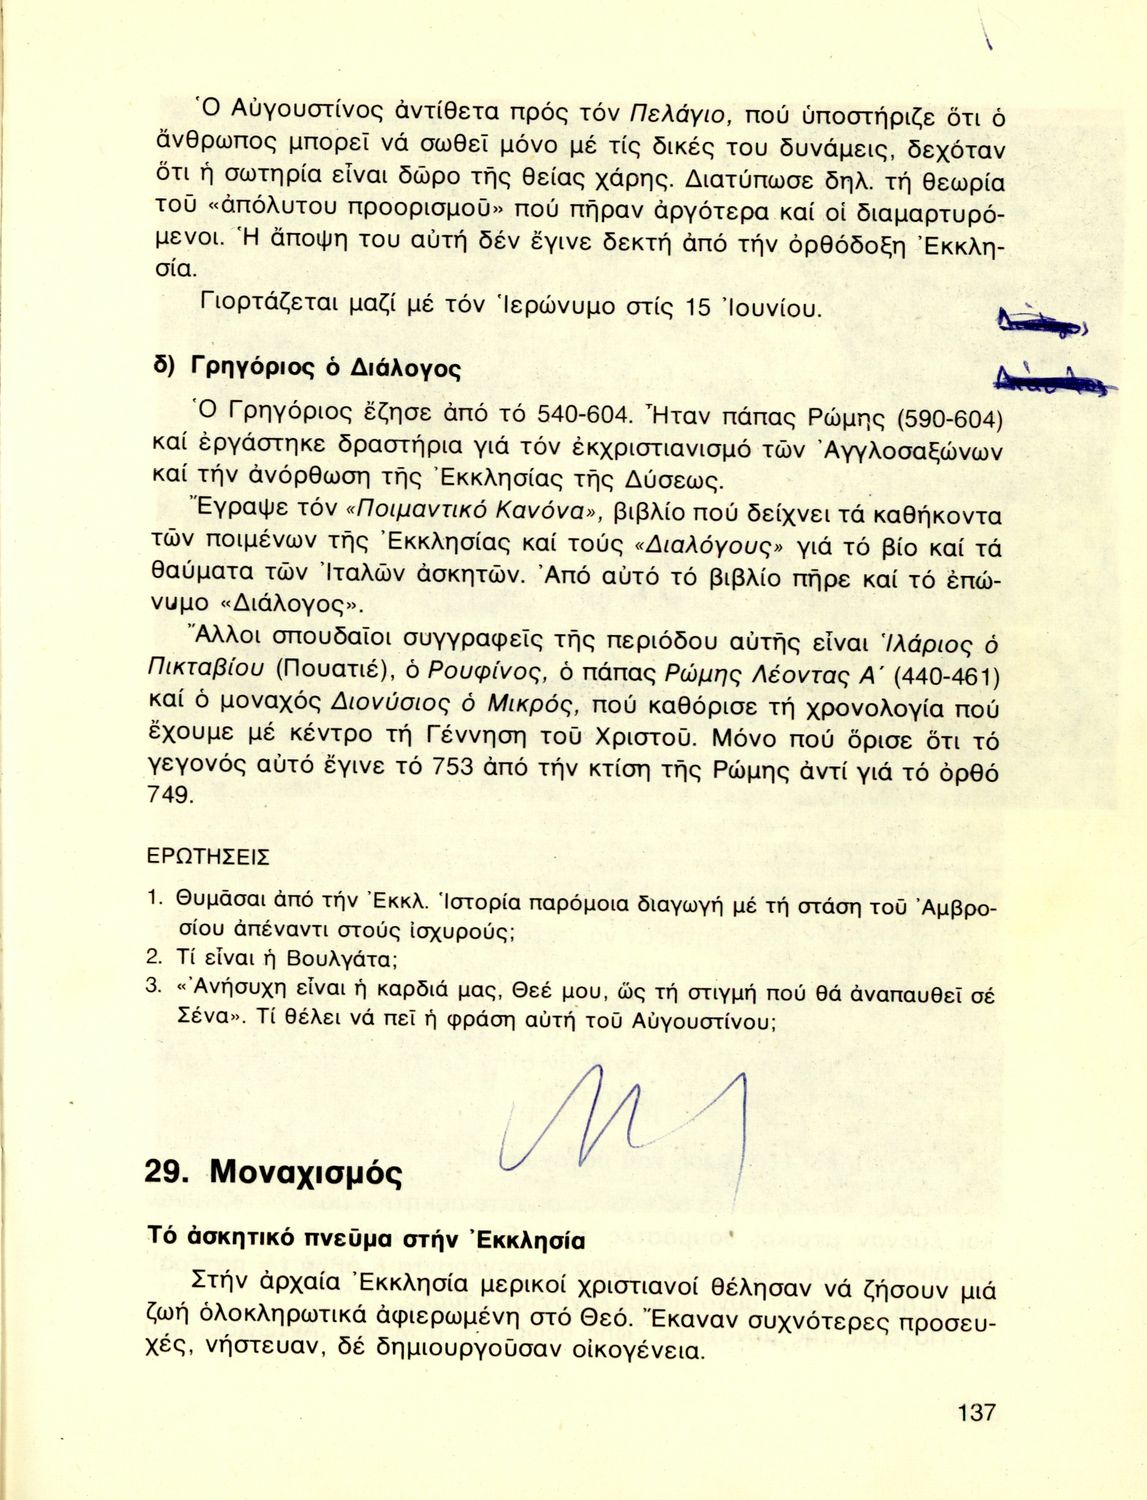 Ὁ Αὐγουστίνος ἀντίθετα πρός τόν Πελάγιο, πού ὑποστήριζε ὅτι ὁ
ἄνθρωπος μπορεῖ νά σωθεῖ μόνο μέ τίς δικές του δυνάμεις, δεχόταν
ὅτι ἡ σωτηρία εἶναι δῶρο τῆς θείας χάρης. Διατύπωσε δηλ. τή θεωρία
τοῦ «ἀπόλυτου προορισμοῦ» πού πῆραν ἀργότερα καί οἱ διαμαρτυρό-
μενοι. Ἡ ἄποψη του αὐτή δέν ἔγινε δεκτή ἀπό τήν ὀρθόδοξη Ἐκκλη-
σία.
Γιορτάζεται μαζί μέ τόν Ἱερώνυμο στίς 15 Ἰουνίου.
δ) Γρηγόριος ὁ Διάλογος
Ὁ Γρηγόριος ἔζησε ἀπό τό 540-604. Ἦταν πάπας Ρώμης (590-604)
καί ἐργάστηκε δραστήρια γιά τόν ἐκχριστιανισμό τῶν Ἀγγλοσαξώνων
καί τήν ἀνόρθωση τῆς Ἐκκλησίας τῆς Δύσεως.
Ἔγραψε τόν «Ποιμαντικό Κανόνα», βιβλίο πού δείχνει τά καθήκοντα
τῶν ποιμένων τῆς Ἐκκλησίας καί τούς «Διαλόγους» γιά τό βίο καί τά
θαύματα τῶν Ἰταλῶν ἀσκητῶν. Ἀπό αὐτό τό βιβλίο πῆρε καί τό ἐπώ-
νυμο «Διάλογος».
Ἄλλοι σπουδαῖοι συγγραφεῖς τῆς περιόδου αὐτῆς εἶναι Ἱλάριος ὁ
Πικταβίου (Πουατιέ), ὁ Ρουφίνος, ὁ πάπας Ρώμης Λέοντας Α΄ (440-461)
καί ὁ μοναχός Διονύσιος ὁ Μικρός, πού καθόρισε τή χρονολογία πού
ἔχουμε μέ κέντρο τή Γέννηση τοῦ Χριστοῦ. Μόνο πού ὅρισε ὅτι τό
γεγονός αὐτό ἔγινε τό 753 ἀπό τήν κτίση τῆς Ρώμης ἀντί γιά τό ὀρθό
749.
ΕΡΩΤΗΣΕΙΣ
1. Θυμᾶσαι ἀπό τήν Ἐκκλ. Ἱστορία παρόμοια διαγωγή μέ τή στάση τοῦ Ἀμβρο-
σίου ἀπέναντι στούς ἰσχυρούς;
2. Τί εἶναι ἡ Βουλγάτα;
3. «Ἀνήσυχη εἶναι ἡ καρδιά μας, Θεέ μου, ὥς τή στιγμή πού θά ἀναπαυθεῖ σέ
Σένα». Τί θέλει νά πεῖ ἡ φράση αὐτή τοῦ Αὐγουστίνου;
29. Μοναχισμός
Τό ἀσκητικό πνεῦμα στήν Ἐκκλησία
Στήν ἀρχαία Ἐκκλησία μερικοί χριστιανοί θέλησαν νά ζήσουν μιά
ζωή ὁλοκληρωτικά ἀφιερωμένη στό Θεό. Ἔκαναν συχνότερες προσευ-
χές, νήστευαν, δέ δημιουργοῦσαν οἰκογένεια.
137